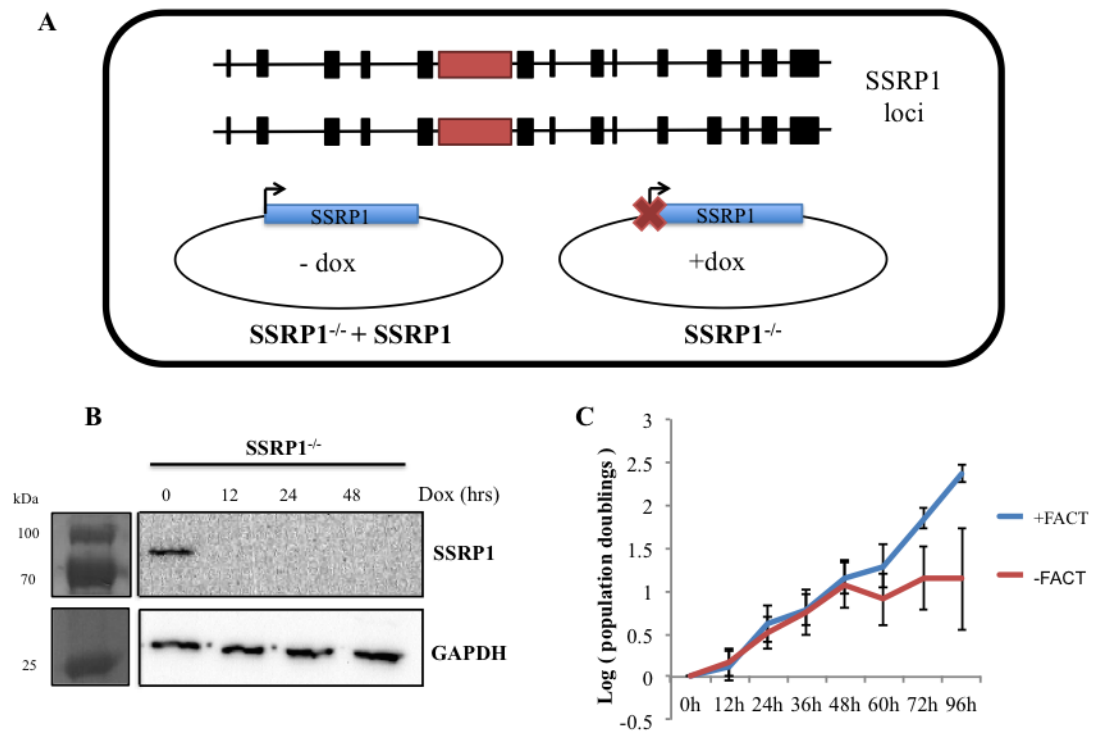 A
SSRP1
loci
SSRP1
- dox
SSRP1-/- + SSRP1
SSRP1
+dox
SSRP1-/-
B
SSRP1-/-
kDa
0 12 24 48 Dox (hrs)
100
70
SSRP1
25
GAPDH
C
Log ( population doublings )
3
2.5
2
1.5
1
0.5
0
-0.5
0h 12h 24h 36h 48h 60h 72h 96h
+FACT
-FACT